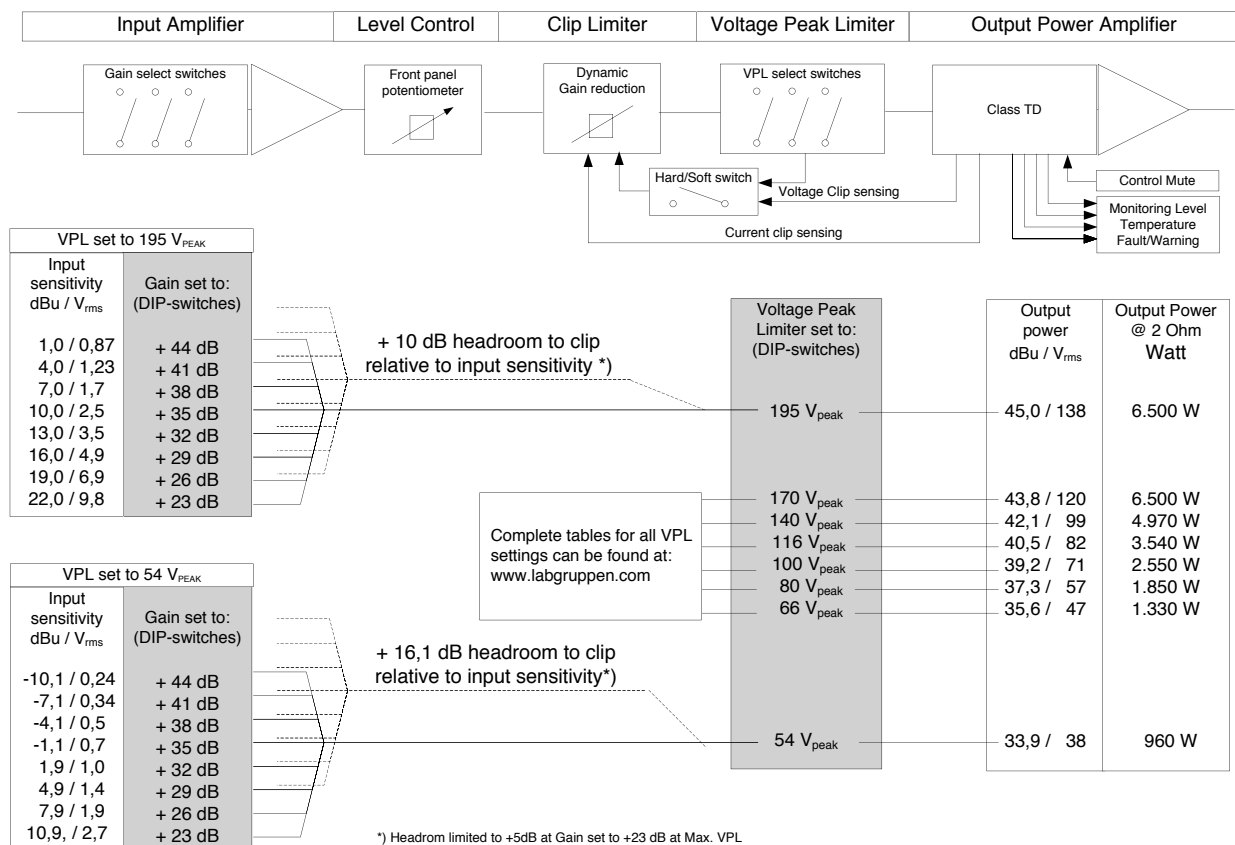 Input Amplifier
Level Control
Clip Limiter
Voltage Peak Limiter
Output Power Amplifier
Gain select switches
Front panel
potentiometer
Dynamic
Gain reduction
VPL select switches
Class TD
Hard/Soft switch
Voltage Clip sensing
Current clip sensing
Control Mute
Monitoring Level
Temperature
Fault/Warning
VPL set to 195 VPEAK
Input
sensitivity
dBu / Vrms
Gain set to:
(DIP-switches)
1,0 / 0,87 + 44 dB
4,0 / 1,23 + 41 dB
7,0 / 1,7 + 38 dB
10,0 / 2,5 + 35 dB
13,0 / 3,5 + 32 dB
16,0 / 4,9 + 29 dB
19,0 / 6,9 + 26 dB
22,0 / 9,8 + 23 dB
+ 10 dB headroom to clip
relative to input sensitivity *)
Voltage Peak
Limiter set to:
(DIP-switches)
Output
power
dBu / Vrms
Output Power
@ 2 Ohm
Watt
195 Vpeak 45,0 / 138 6.500 W
170 Vpeak 43,8 / 120 6.500 W
140 Vpeak 42,1 / 99 4.970 W
116 Vpeak 40,5 / 82 3.540 W
100 Vpeak 39,2 / 71 2.550 W
80 Vpeak 37,3 / 57 1.850 W
66 Vpeak 35,6 / 47 1.330 W
54 Vpeak 33,9 / 38 960 W
Complete tables for all VPL
settings can be found at:
www.labgruppen.com
VPL set to 54 VPEAK
Input
sensitivity
dBu / Vrms
Gain set to:
(DIP-switches)
-10,1 / 0,24 + 44 dB
-7,1 / 0,34 + 41 dB
-4,1 / 0,5 + 38 dB
-1,1 / 0,7 + 35 dB
1,9 / 1,0 + 32 dB
4,9 / 1,4 + 29 dB
7,9 / 1,9 + 26 dB
10,9, / 2,7 + 23 dB
+ 16,1 dB headroom to clip
relative to input sensitivity*)
*) Headrom limited to +5dB at Gain set to +23 dB at Max. VPL